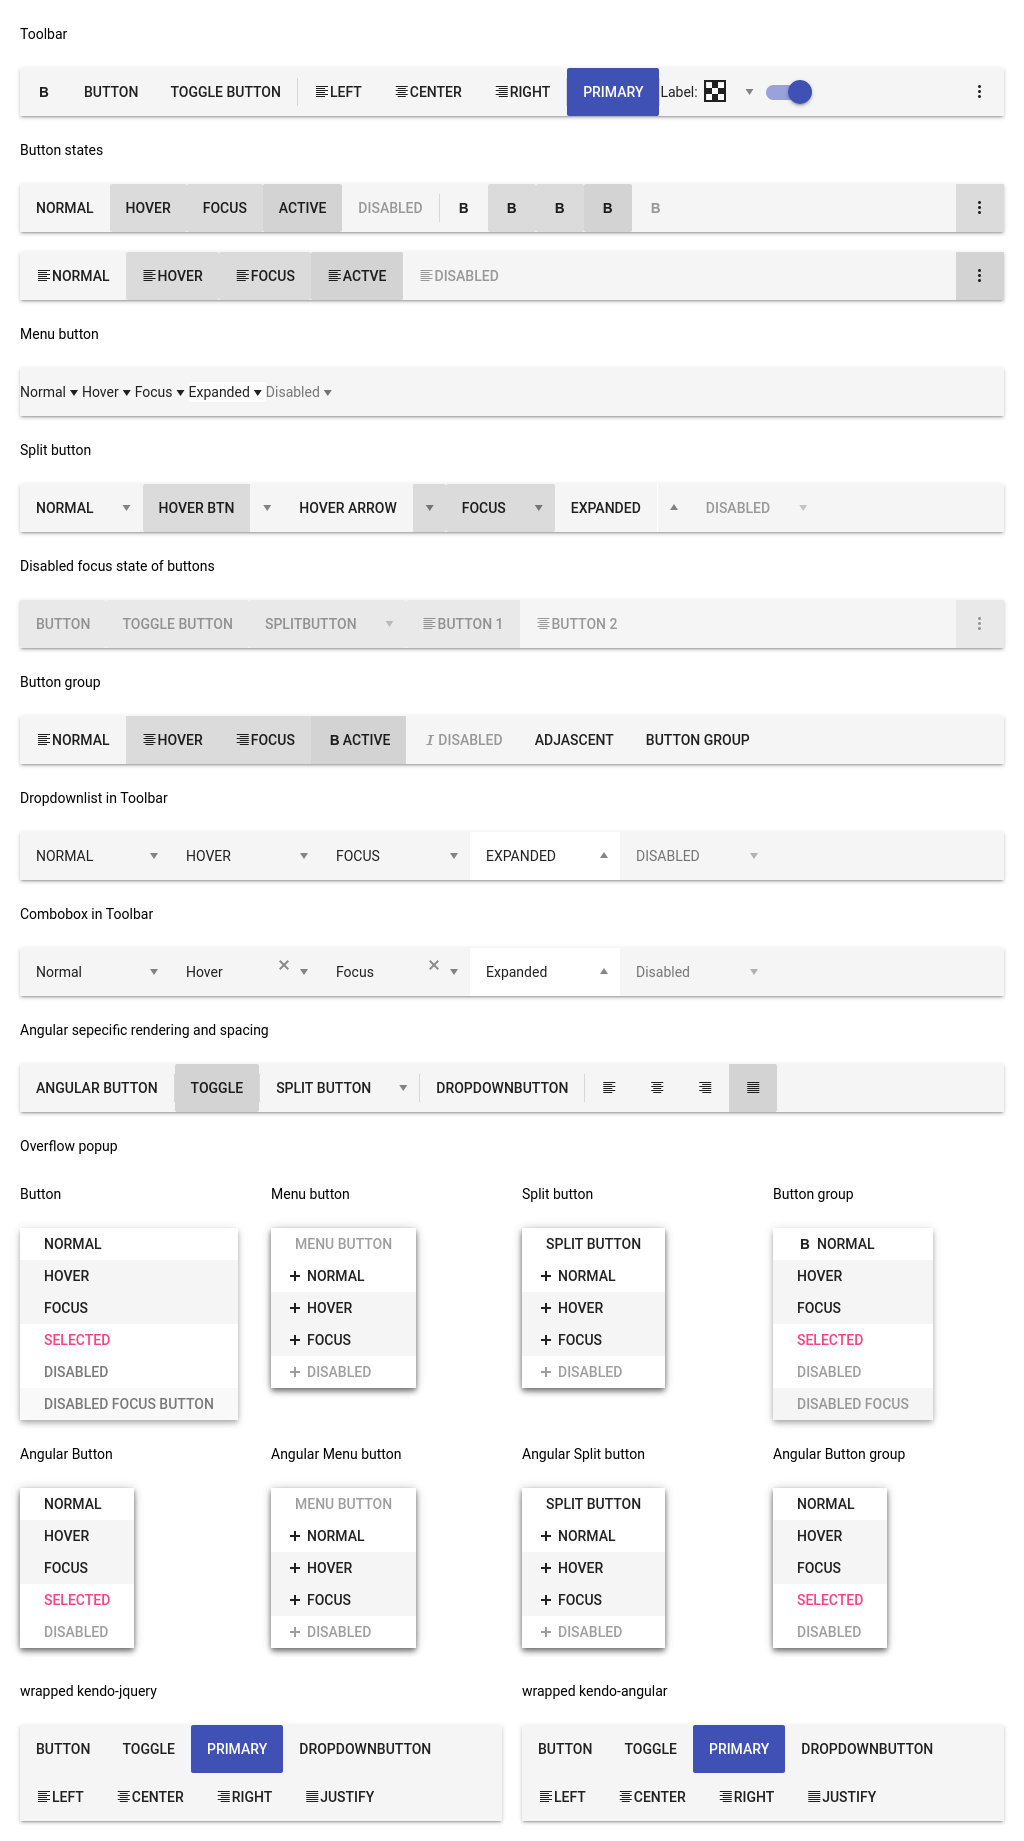 Toolbar
B BUTTON TOGGLE BUTTON LEFT CENTER RIGHT PRIMARY Label:
Button states
NORMAL HOVER FOCUS ACTIVE DISABLED B B B B B
NORMAL HOVER FOCUS ACTVE DISABLED
Menu button
Normal Hover Focus Expanded Disabled
Split button
NORMAL HOVER BTN HOVER ARROW FOCUS EXPANDED DISABLED
Disabled focus state of buttons
BUTTON TOGGLE BUTTON SPLITBUTTON BUTTON 1 BUTTON 2
Button group
NORMAL HOVER FOCUS B ACTIVE I DISABLED ADJASCENT BUTTON GROUP
Dropdownlist in Toolbar
NORMAL HOVER FOCUS EXPANDED DISABLED
Combobox in Toolbar
Normal Hover Focus Expanded Disabled
Angular sepecific rendering and spacing
ANGULAR BUTTON TOGGLE SPLIT BUTTON DROPDOWNBUTTON
Overflow popup
Button Menu button Split button Button group
NORMAL MENU BUTTON SPLIT BUTTON B NORMAL
HOVER + NORMAL + NORMAL HOVER
FOCUS + HOVER + HOVER FOCUS
SELECTED + FOCUS + FOCUS SELECTED
DISABLED + DISABLED + DISABLED DISABLED
DISABLED FOCUS BUTTON DISABLED FOCUS
Angular Button Angular Menu button Angular Split button Angular Button group
NORMAL MENU BUTTON SPLIT BUTTON NORMAL
HOVER + NORMAL + NORMAL HOVER
FOCUS + HOVER + HOVER FOCUS
SELECTED + FOCUS + FOCUS SELECTED
DISABLED + DISABLED + DISABLED DISABLED
wrapped kendo-jquery wrapped kendo-angular
BUTTON TOGGLE PRIMARY DROPDOWNBUTTON BUTTON TOGGLE PRIMARY DROPDOWNBUTTON
LEFT CENTER RIGHT JUSTIFY LEFT CENTER RIGHT JUSTIFY